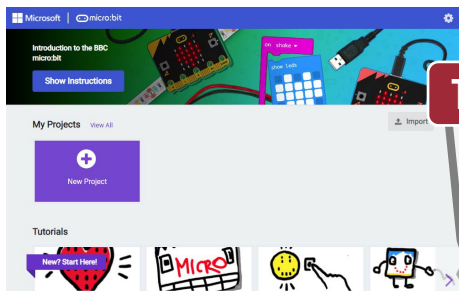 Microsoft micro:bit
Introduction to the BBC
micro:bit
Show Instructions
on shake
show leds
My Projects View All
Import
New Project
Tutorials
New? Start Here!
MICRO